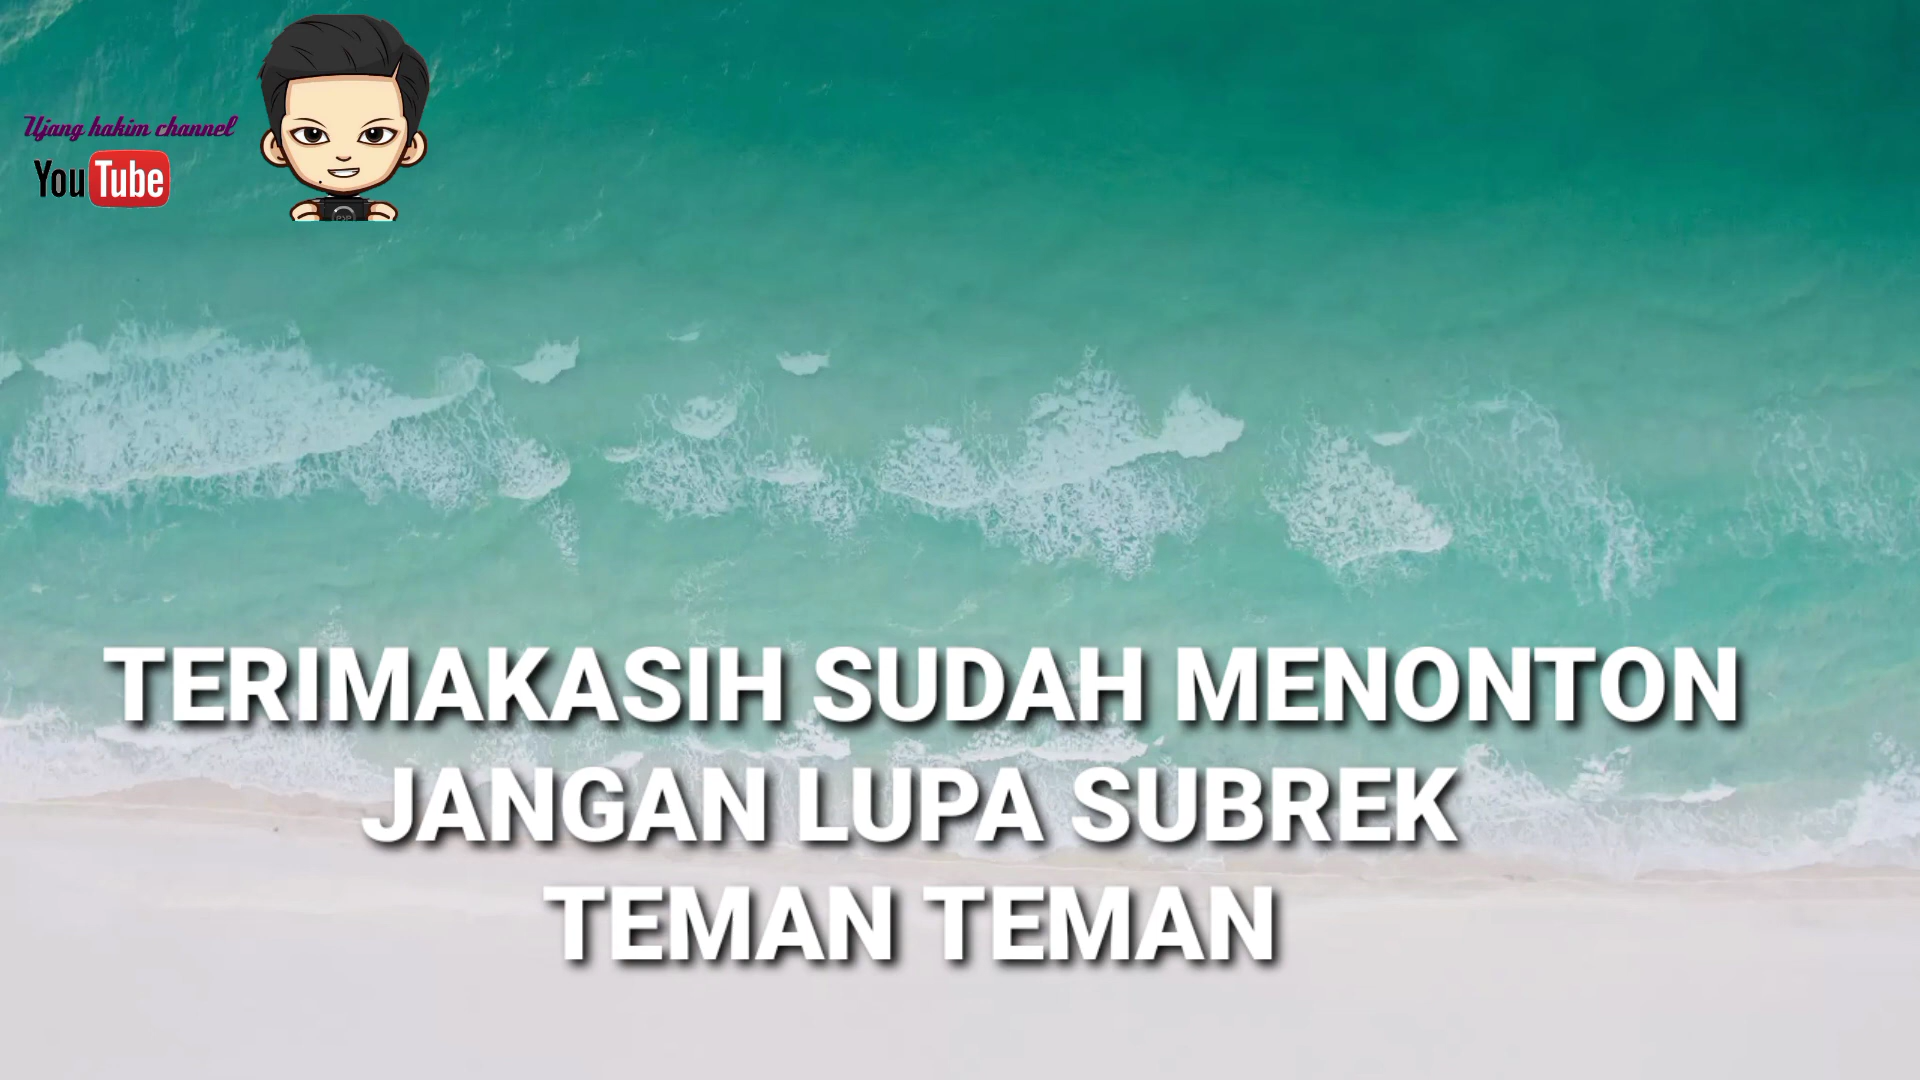 Ujang hakim channel
YouTube
TERIMAKASIH SUDAH MENONTON
JANGAN LUPA SUBREK
TEMAN TEMAN